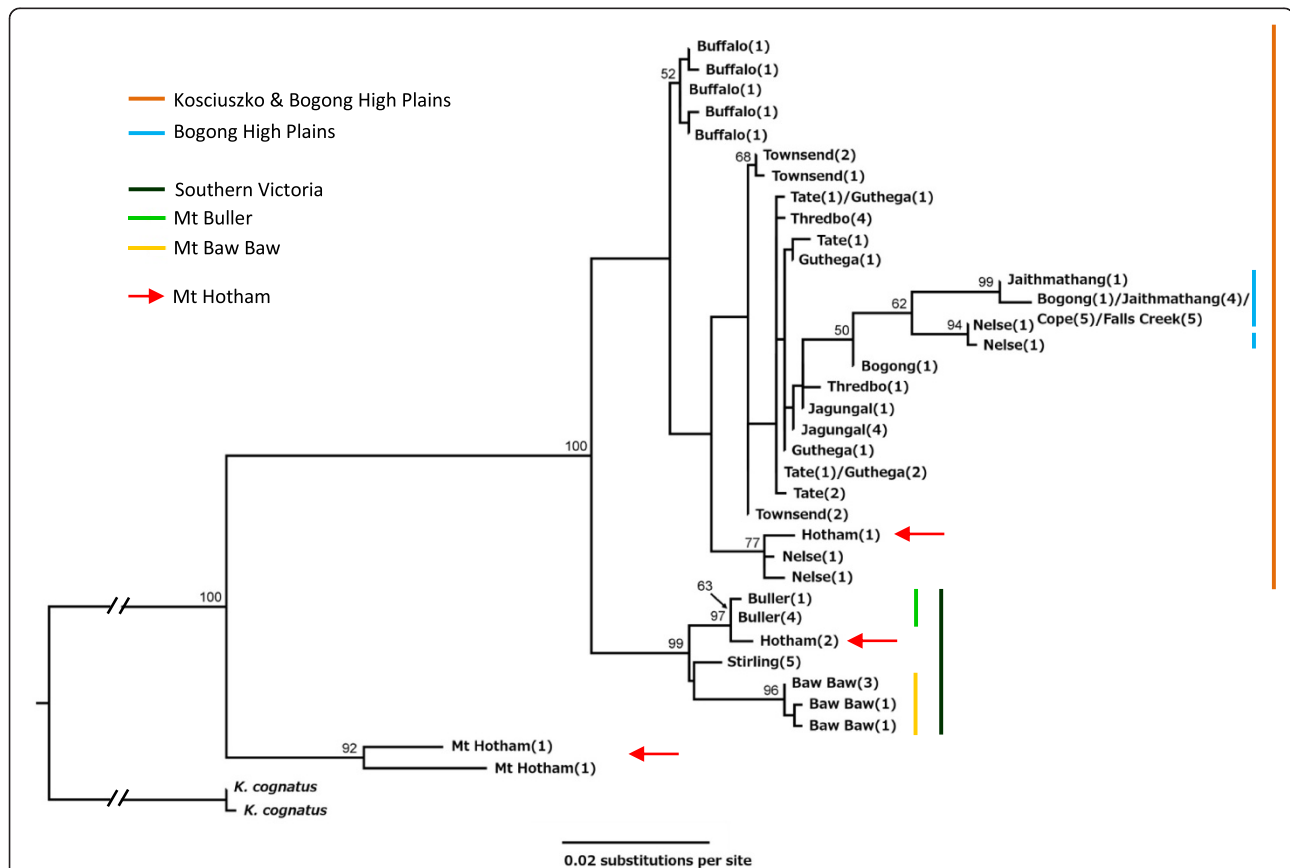 Buffalo(1)
52
Buffalo(1)
Buffalo(1)
Buffalo(1)
Buffalo(1)
Kosciuszko & Bogong High Plains
Bogong High Plains
Southern Victoria
Mt Buller
Mt Baw Baw
Mt Hotham
68
Townsend(2)
Townsend(1)
Tate(1)/Guthega(1)
Thredbo(4)
Tate(1)
Guthega(1)
99
Jaithmathang(1)
Bogong(1)/Jaithmathang(4)/
Cope(5)/Falls Creek(5)
62
94
Nelse(1)
Nelse(1)
50
Bogong(1)
Thredbo(1)
Jagungal(1)
Jagungal(4)
Guthega(1)
Tate(1)/Guthega(2)
Tate(2)
Townsend(2)
100
Hotham(1)
77
Nelse(1)
Nelse(1)
63
Buller(1)
97
Buller(4)
100
99
Hotham(2)
Stirling(5)
96
Baw Baw(3)
Baw Baw(1)
Baw Baw(1)
92
Mt Hotham(1)
Mt Hotham(1)
K. cognatus
K. cognatus
0.02 substitutions per site